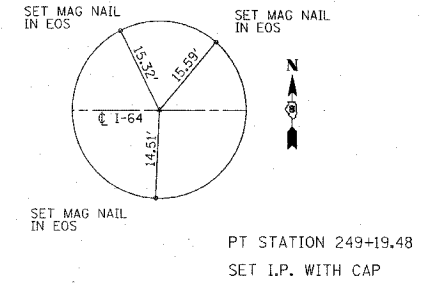 SET MAG NAIL
IN EOS
SET MAG NAIL
IN EOS
15.32'
15.59'
N
℄ I-64
14.51'
SET MAG NAIL
IN EOS
PT STATION 249+19.48
SET I.P. WITH CAP